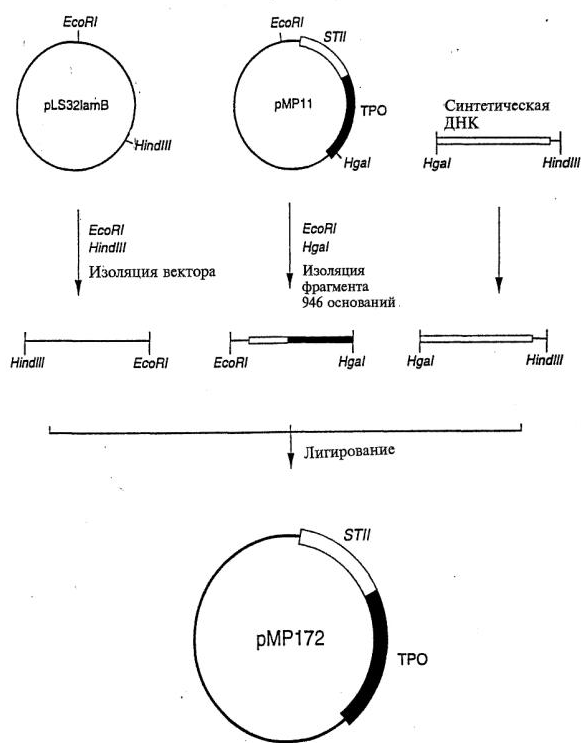 EcoRI
pLS32lamB
HindIII
EcoRI
STII
pMP11
TPO
HgaI
Синтетическая
ДНК
HgaI
HindIII
EcoRI
HindIII
Изоляция вектора
EcoRI
HgaI
Изоляция
фрагмента
946 оснований
HindIII
EcoRI
EcoRI
HgaI
HgaI
HindIII
Лигирование
STII
pMP172
TPO